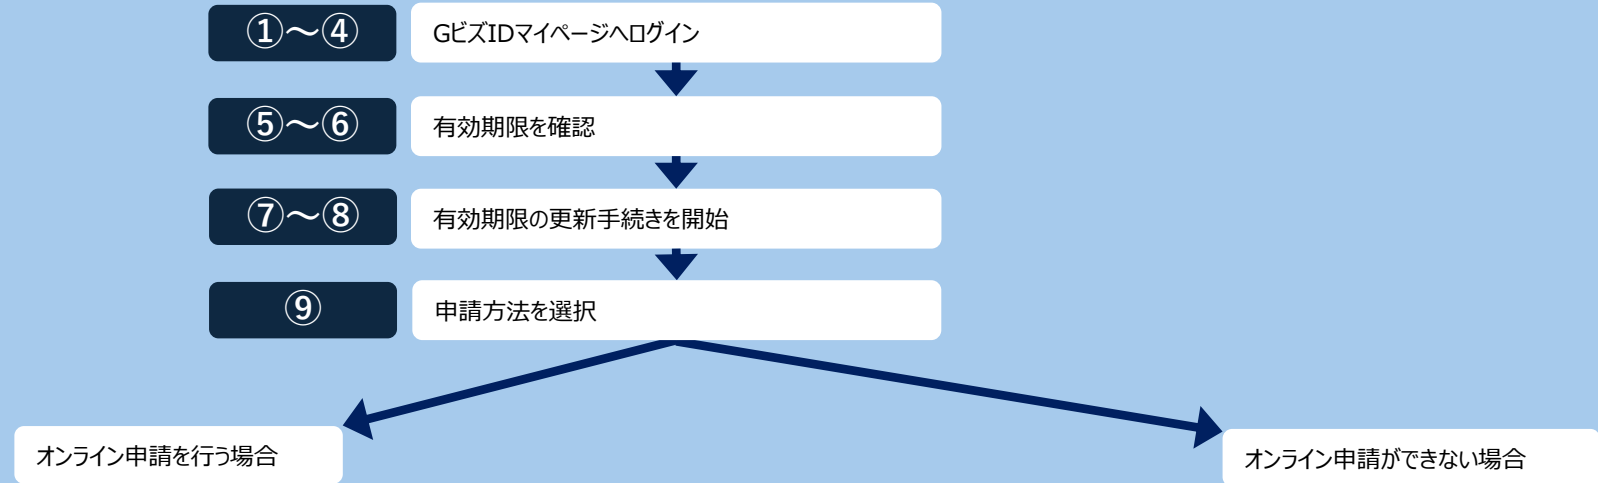 ①～④ GビズIDマイページへログイン
⑤～⑥ 有効期限を確認
⑦～⑧ 有効期限の更新手続きを開始
⑨ 申請方法を選択
オンライン申請を行う場合
オンライン申請ができない場合